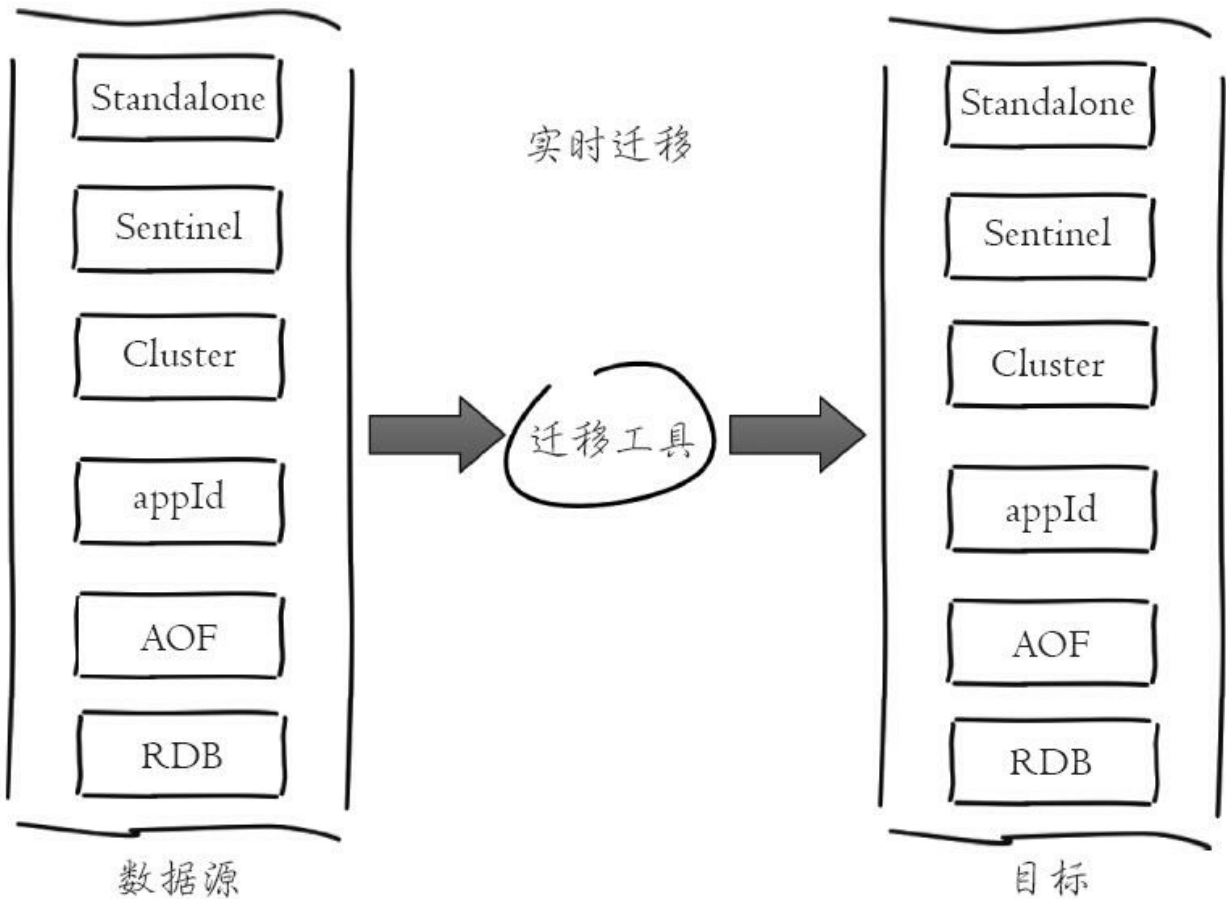 Standalone
Sentinel
Cluster
appId
AOF
RDB
数据源
实时迁移
迁移工具
Standalone
Sentinel
Cluster
appId
AOF
RDB
目标